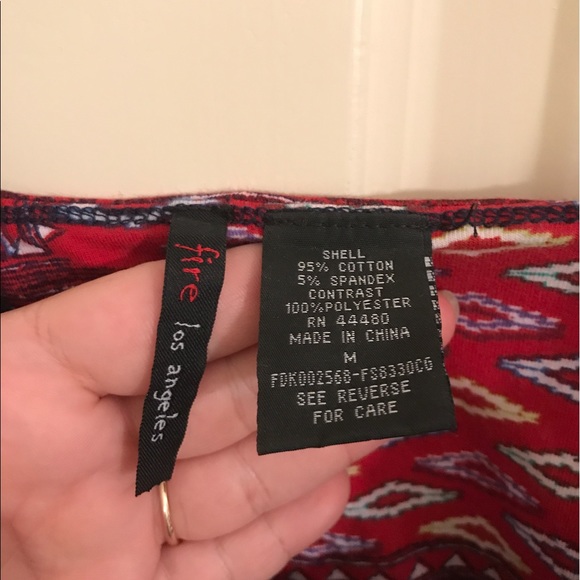 fire los angeles
SHELL
95% COTTON
5% SPANDEX
CONTRAST
100%POLYESTER
RN 44480
MADE IN CHINA
M
FDK002568-FS8330CG
SEE REVERSE
FOR CARE